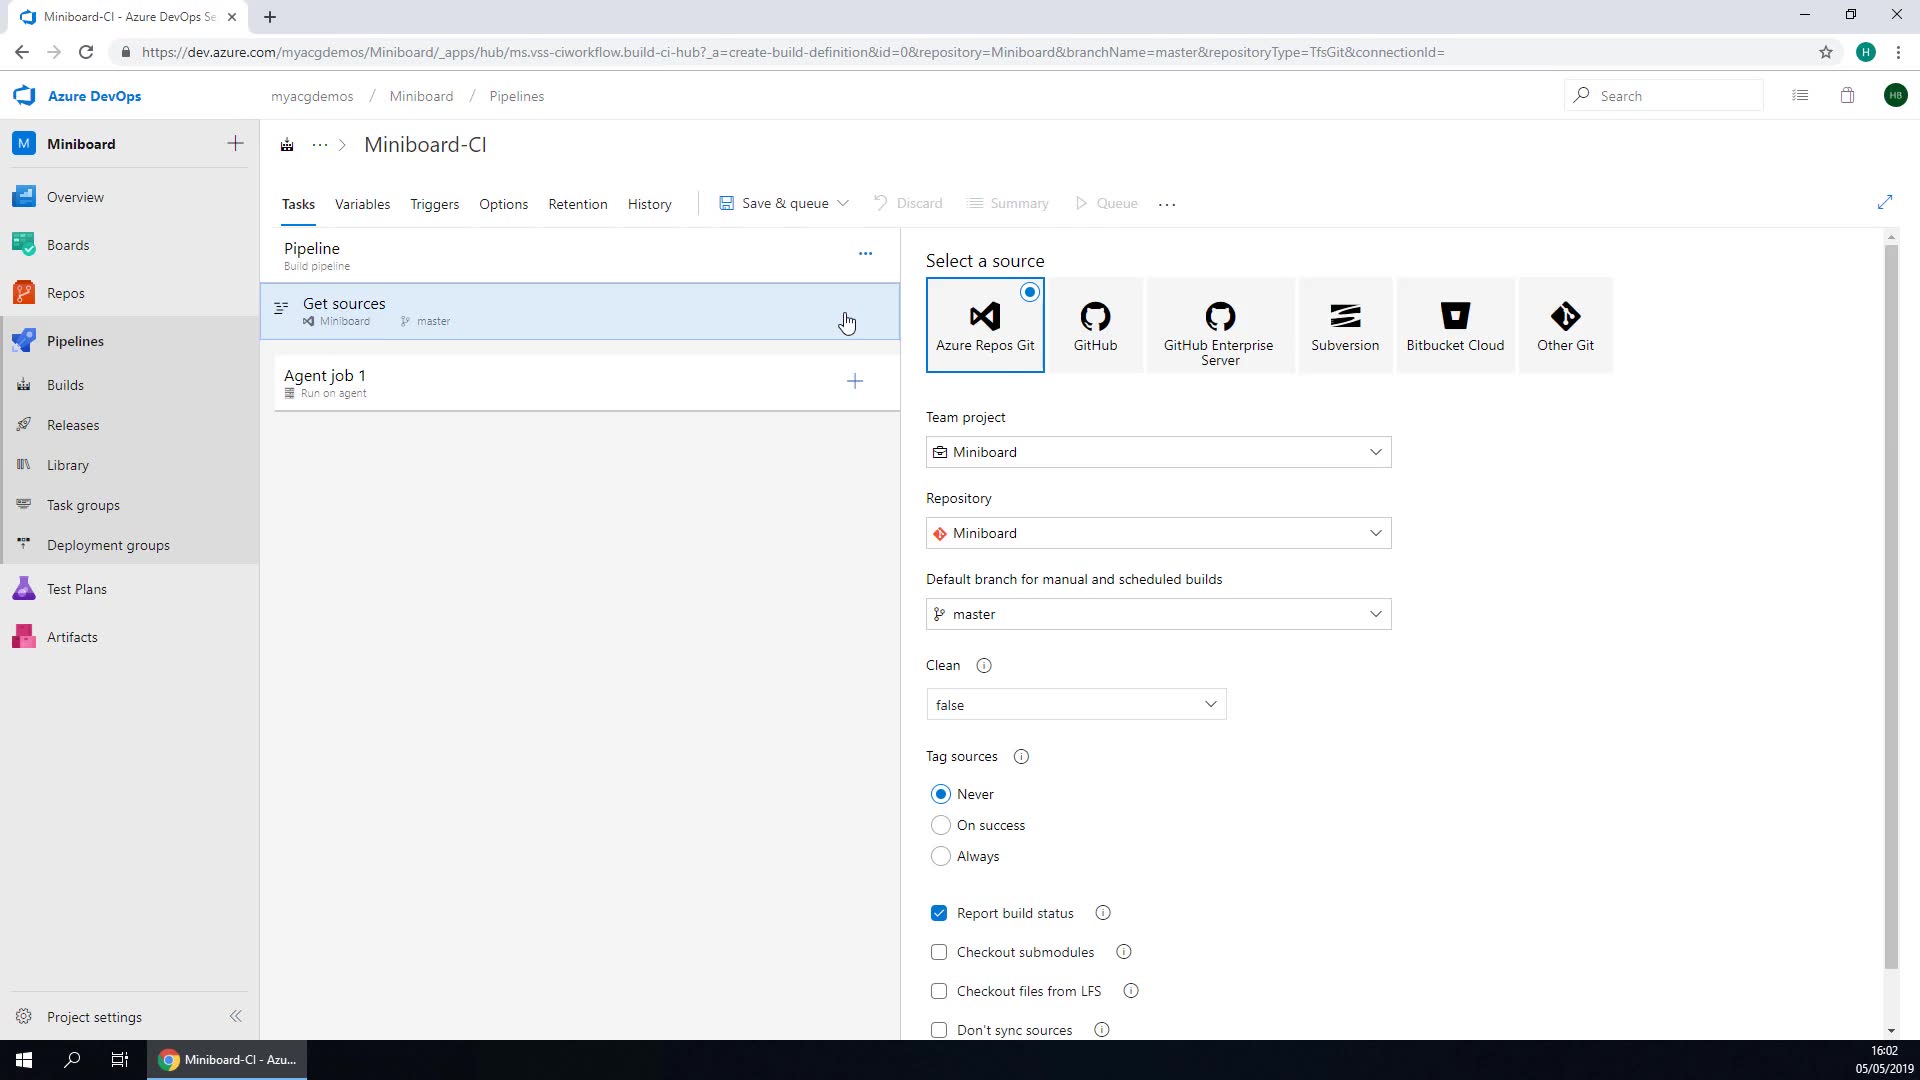 Miniboard-CI - Azure DevOps Se
https://dev.azure.com/myacgdemos/Miniboard/_apps/hub/ms.vss-ciworkflow.build-ci-hub?_a=create-build-definition&id=0&repository=Miniboard&branchName=master&repositoryType=TfsGit&connectionId=
H
Azure DevOps
myacgdemos / Miniboard / Pipelines
Search
HB
M Miniboard
Miniboard-CI
Overview
Boards
Repos
Pipelines
Builds
Releases
Library
Task groups
Deployment groups
Test Plans
Artifacts
Project settings
Tasks Variables Triggers Options Retention History
Save & queue Discard Summary Queue
Pipeline
Build pipeline
Get sources
Miniboard master
Agent job 1
Run on agent
Select a source
Azure Repos Git
GitHub
GitHub Enterprise
Server
Subversion
Bitbucket Cloud
Other Git
Team project
Miniboard
Repository
Miniboard
Default branch for manual and scheduled builds
master
Clean
false
Tag sources
Never
On success
Always
Report build status
Checkout submodules
Checkout files from LFS
Don't sync sources
Miniboard-CI - Azu...
16:02
05/05/2019